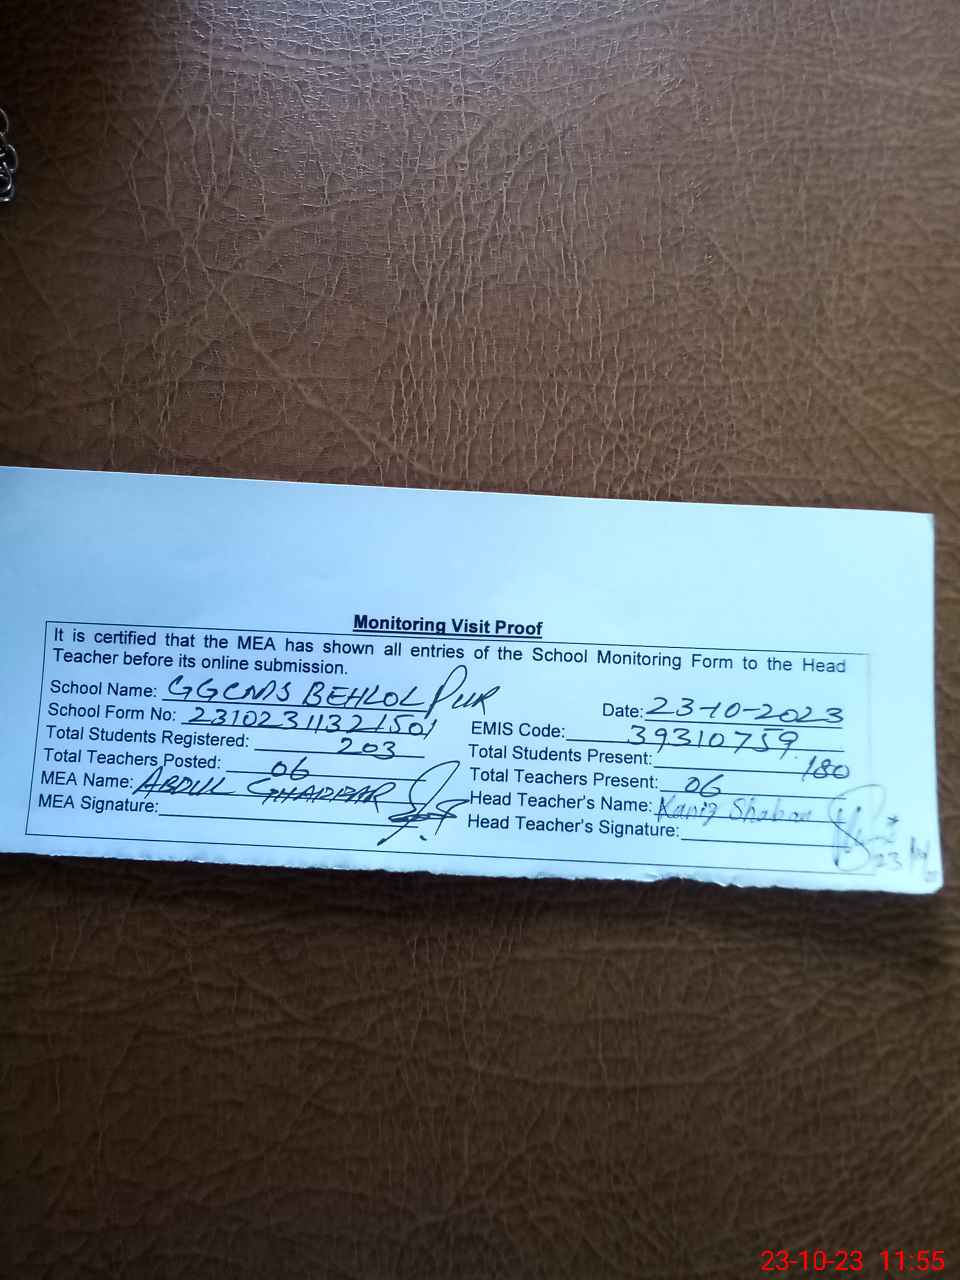 Monitoring Visit Proof
It is certified that the MEA has shown all entries of the School Monitoring Form to the Head
Teacher before its online submission.
School Name: GGCMS BEHLOLPUR
Date: 23-10-2023
School Form No: 23102311321501
EMIS Code: 39310759
Total Students Registered: 203
Total Students Present: 180
Total Teachers Posted: 06
Total Teachers Present: 06
MEA Name: ABDUL GHAFFAR
Head Teacher's Name: Kaniz Shaban
MEA Signature:
Head Teacher's Signature:
23-10-23 11:55